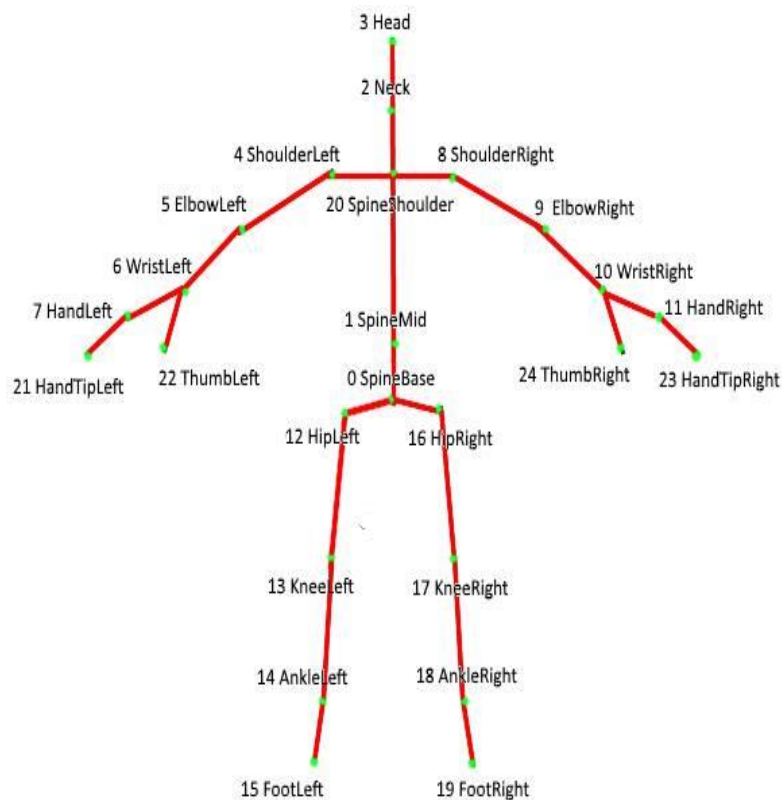 3 Head
2 Neck
4 ShoulderLeft
8 ShoulderRight
20 SpineShoulder
5 ElbowLeft
9 ElbowRight
6 WristLeft
10 WristRight
7 HandLeft
11 HandRight
1 SpineMid
21 HandTipLeft
22 ThumbLeft
0 SpineBase
24 ThumbRight
23 HandTipRight
12 HipLeft
16 HipRight
13 KneeLeft
17 KneeRight
14 AnkleLeft
18 AnkleRight
15 FootLeft
19 FootRight